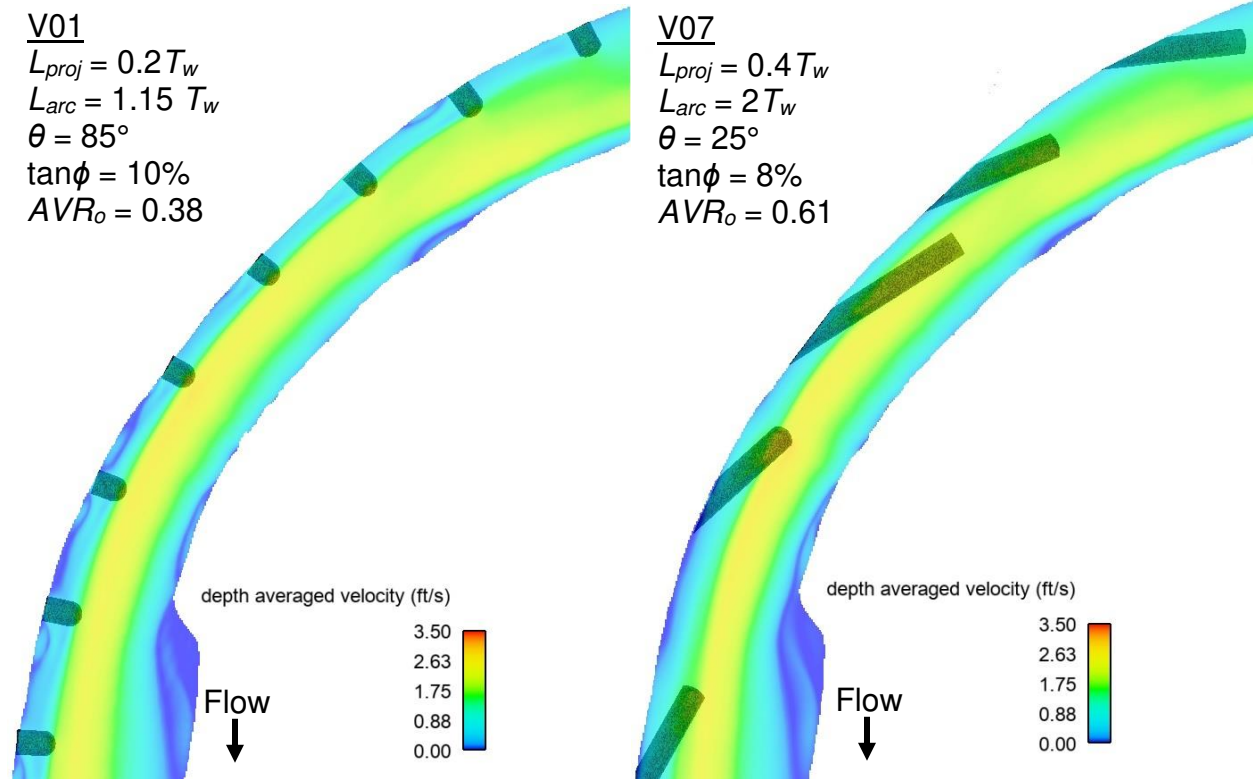 V01
Lproj = 0.2Tw
Larc = 1.15 Tw
θ = 85°
tanϕ = 10%
AVRo = 0.38
depth averaged velocity (ft/s)
3.50
2.63
1.75
0.88
0.00
Flow
V07
Lproj = 0.4Tw
Larc = 2Tw
θ = 25°
tanϕ = 8%
AVRo = 0.61
depth averaged velocity (ft/s)
3.50
2.63
1.75
0.88
0.00
Flow